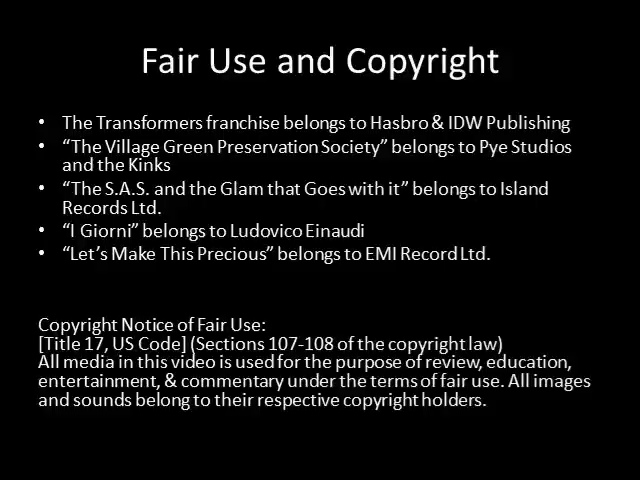 Fair Use and Copyright
• The Transformers franchise belongs to Hasbro & IDW Publishing
• “The Village Green Preservation Society” belongs to Pye Studios
and the Kinks
• “The S.A.S. and the Glam that Goes with it” belongs to Island
Records Ltd.
• “I Giorni” belongs to Ludovico Einaudi
• “Let’s Make This Precious” belongs to EMI Record Ltd.
Copyright Notice of Fair Use:
[Title 17, US Code] (Sections 107-108 of the copyright law)
All media in this video is used for the purpose of review, education,
entertainment, & commentary under the terms of fair use. All images
and sounds belong to their respective copyright holders.